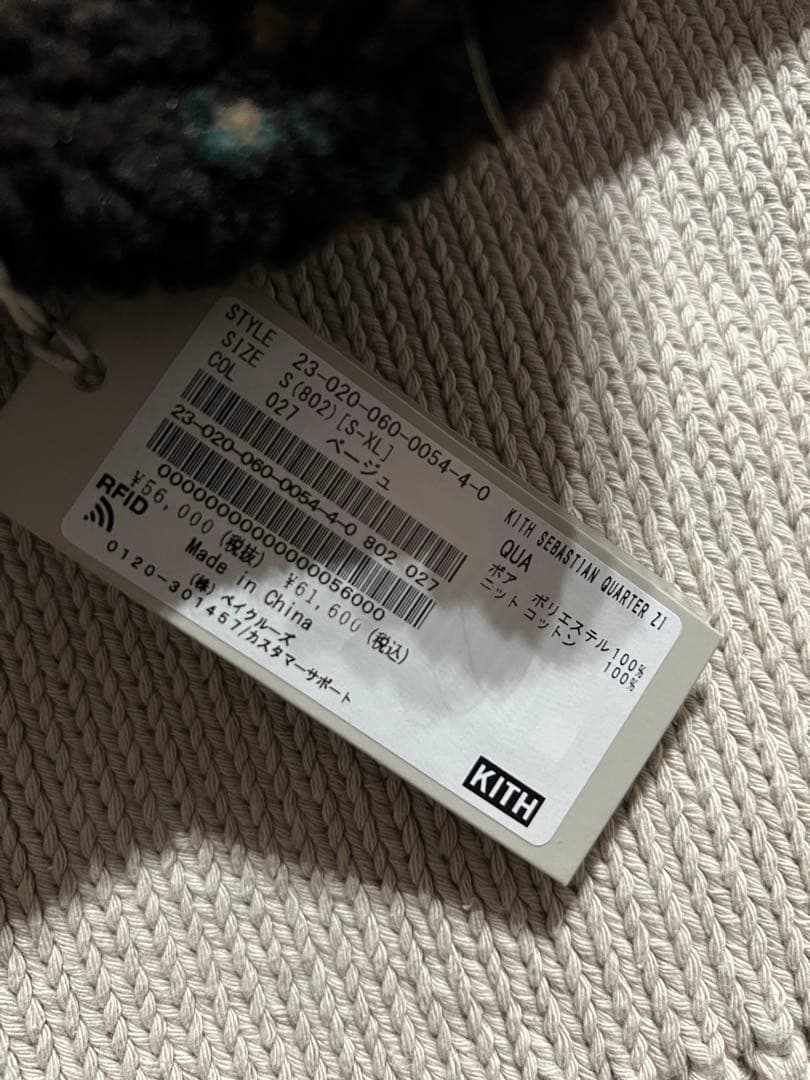 STYLE 23-020-060-0054-4-0
SIZE S(802)[S-XL]
COL 027 ベージュ
23-020-060-0054-4-0 802 027
00000000000000056000
RFID
¥56,000(税抜) ¥61,600(税込)
Made in China
(株)ベイクルーズ
0120-301457/カスタマーサポート
KITH SEBASTIAN QUARTER ZI
QUA
ボア ポリエステル100%
ニット コットン 100%
KITH